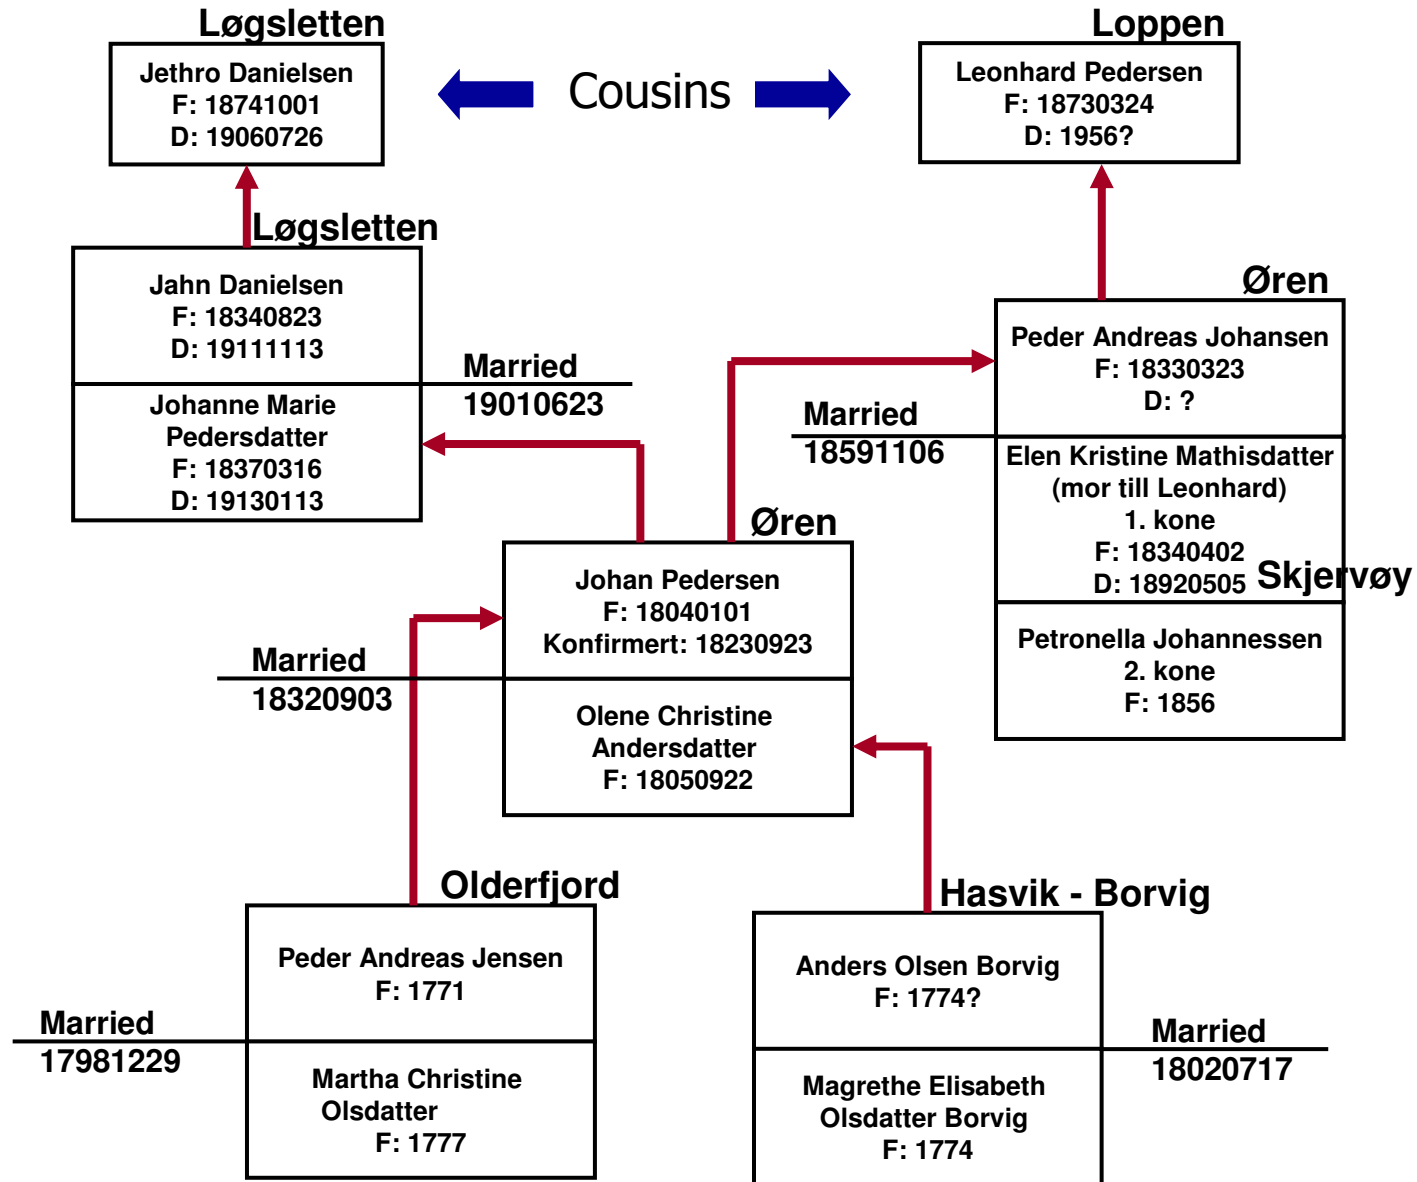 Løgsletten
Jethro Danielsen
F: 18741001
D: 19060726
Cousins
Loppen
Leonhard Pedersen
F: 18730324
D: 1956?
Løgsletten
Jahn Danielsen
F: 18340823
D: 19111113
Johanne Marie
Pedersdatter
F: 18370316
D: 19130113
Married
19010623
Øren
Peder Andreas Johansen
F: 18330323
D: ?
Married
18591106
Elen Kristine Mathisdatter
(mor till Leonhard)
1. kone
F: 18340402
D: 18920505
Skjervøy
Petronella Johannessen
2. kone
F: 1856
Øren
Johan Pedersen
F: 18040101
Konfirmert: 18230923
Married
18320903
Olene Christine
Andersdatter
F: 18050922
Olderfjord
Peder Andreas Jensen
F: 1771
Married
17981229
Martha Christine
Olsdatter
F: 1777
Hasvik - Borvig
Anders Olsen Borvig
F: 1774?
Married
18020717
Magrethe Elisabeth
Olsdatter Borvig
F: 1774